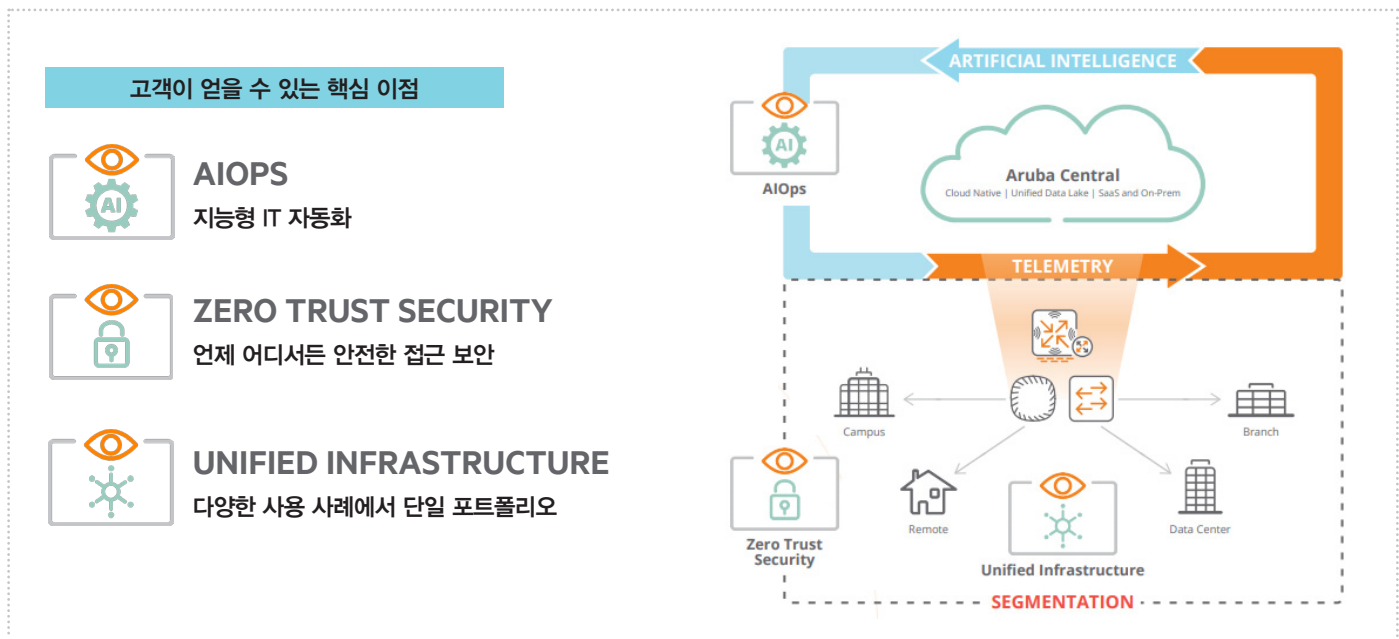 고객이 얻을 수 있는 핵심 이점
AI
AIOPS
지능형 IT 자동화
ZERO TRUST SECURITY
언제 어디서든 안전한 접근 보안
UNIFIED INFRASTRUCTURE
다양한 사용 사례에서 단일 포트폴리오
ARTIFICIAL INTELLIGENCE
AI
AIOps
Aruba Central
Cloud Native | Unified Data Lake | SaaS and On-Prem
TELEMETRY
Campus
Branch
Remote
Data Center
Zero Trust
Security
Unified Infrastructure
SEGMENTATION